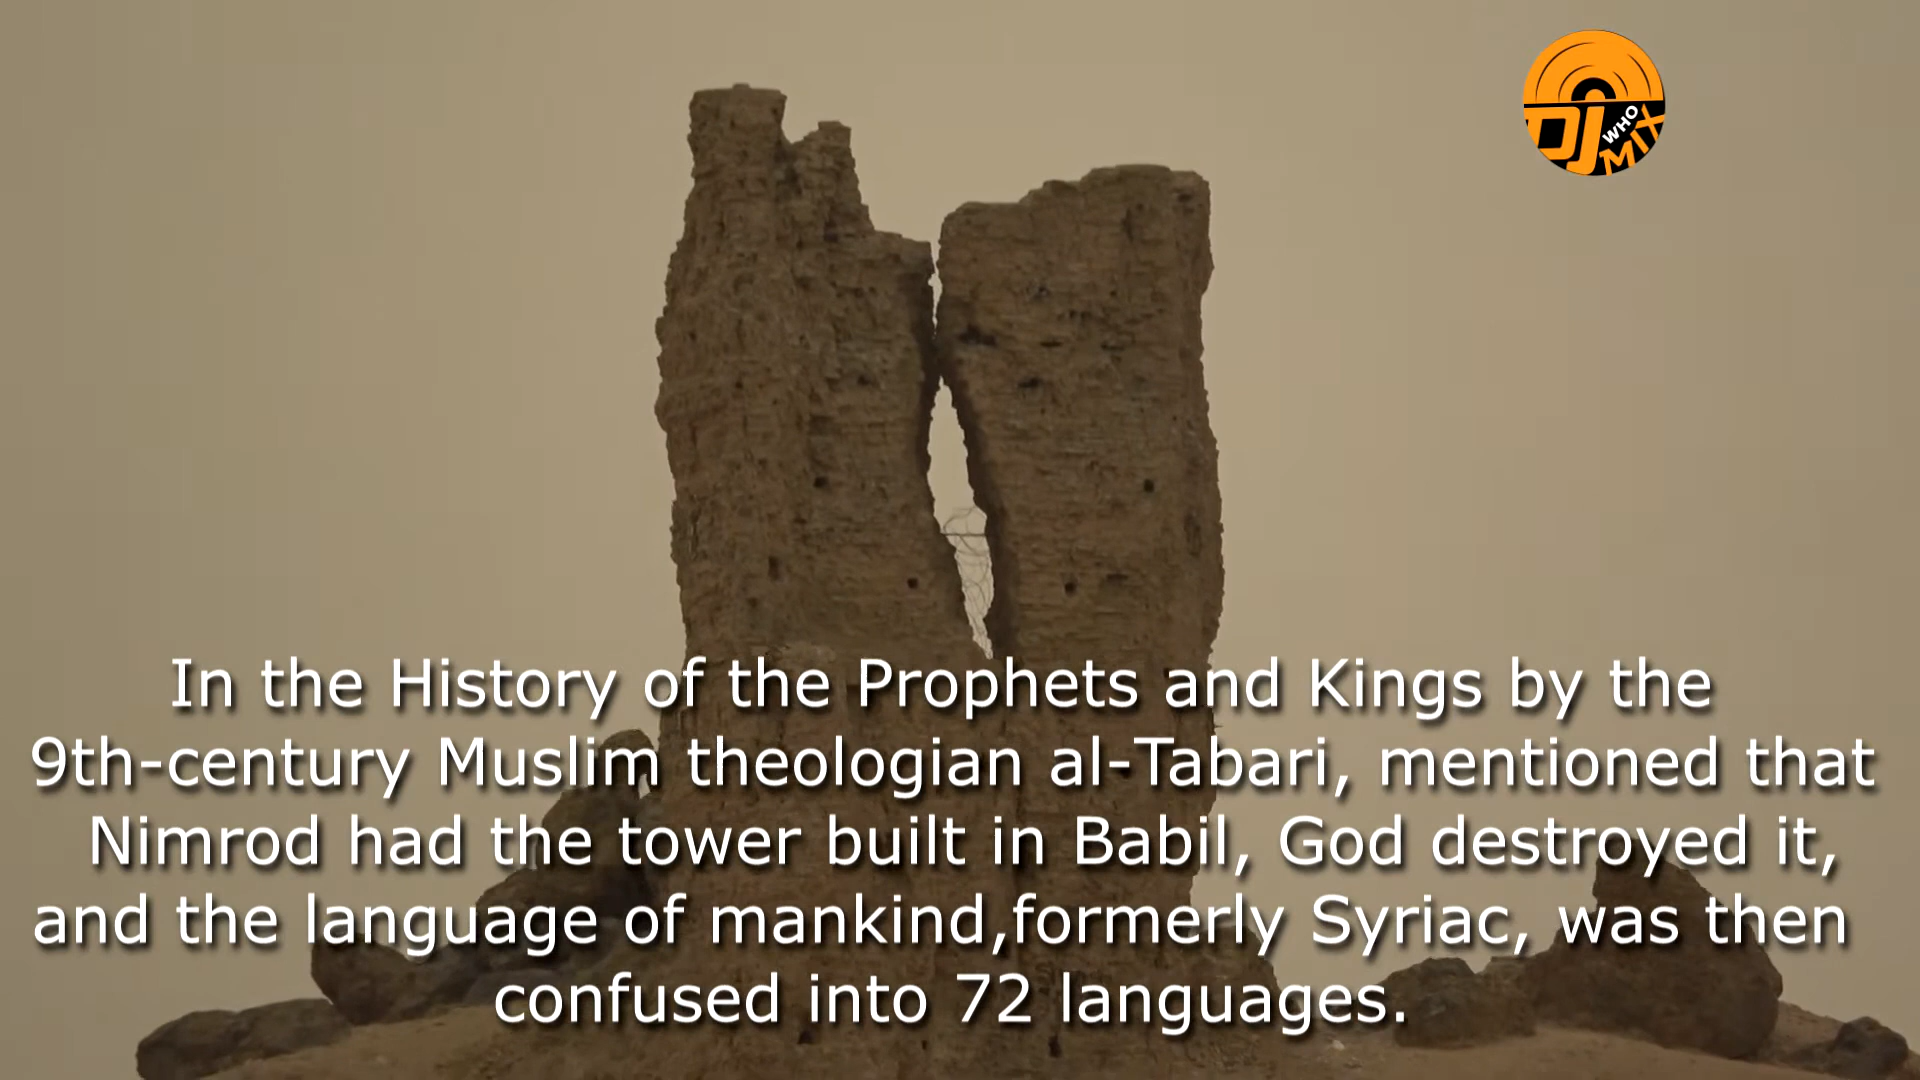 DJ WHO MIX
In the History of the Prophets and Kings by the
9th-century Muslim theologian al-Tabari, mentioned that
Nimrod had the tower built in Babil, God destroyed it,
and the language of mankind,formerly Syriac, was then
confused into 72 languages.